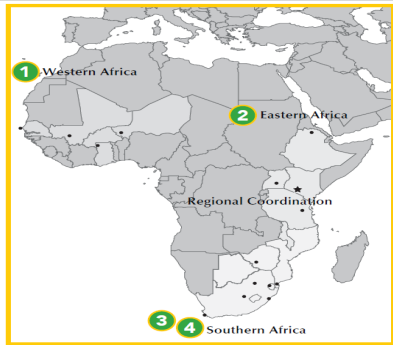 1 Western Africa
2 Eastern Africa
Regional Coordination
3
4 Southern Africa